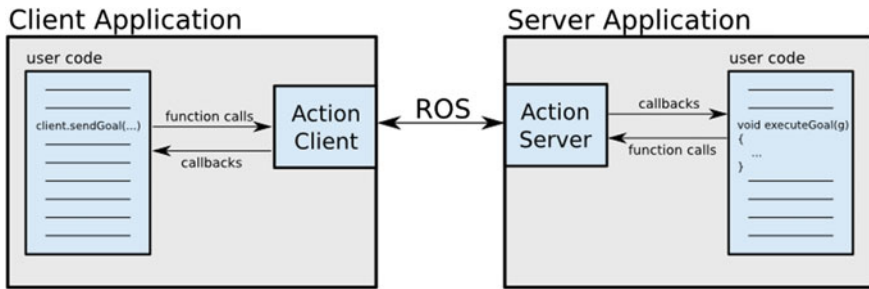 Client Application
user code
client.sendGoal(...)
function calls
callbacks
Action
Client
ROS
Server Application
Action
Server
callbacks
function calls
user code
void executeGoal(g)
{
...
}